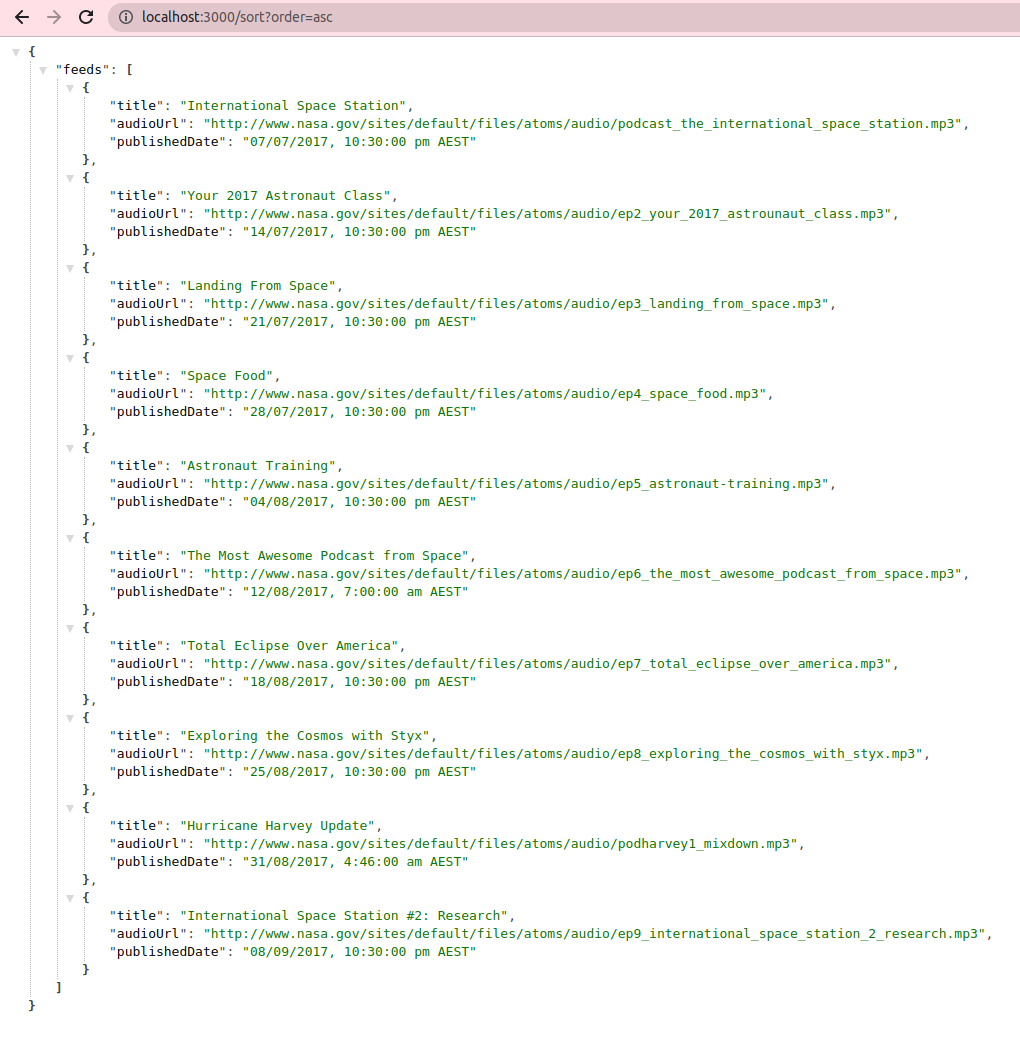 localhost:3000/sort?order=asc
{
"feeds": [
{
"title": "International Space Station",
"audioUrl": "http://www.nasa.gov/sites/default/files/atoms/audio/podcast_the_international_space_station.mp3",
"publishedDate": "07/07/2017, 10:30:00 pm AEST"
},
{
"title": "Your 2017 Astronaut Class",
"audioUrl": "http://www.nasa.gov/sites/default/files/atoms/audio/ep2_your_2017_astrounaut_class.mp3",
"publishedDate": "14/07/2017, 10:30:00 pm AEST"
},
{
"title": "Landing From Space",
"audioUrl": "http://www.nasa.gov/sites/default/files/atoms/audio/ep3_landing_from_space.mp3",
"publishedDate": "21/07/2017, 10:30:00 pm AEST"
},
{
"title": "Space Food",
"audioUrl": "http://www.nasa.gov/sites/default/files/atoms/audio/ep4_space_food.mp3",
"publishedDate": "28/07/2017, 10:30:00 pm AEST"
},
{
"title": "Astronaut Training",
"audioUrl": "http://www.nasa.gov/sites/default/files/atoms/audio/ep5_astronaut-training.mp3",
"publishedDate": "04/08/2017, 10:30:00 pm AEST"
},
{
"title": "The Most Awesome Podcast from Space",
"audioUrl": "http://www.nasa.gov/sites/default/files/atoms/audio/ep6_the_most_awesome_podcast_from_space.mp3",
"publishedDate": "12/08/2017, 7:00:00 am AEST"
},
{
"title": "Total Eclipse Over America",
"audioUrl": "http://www.nasa.gov/sites/default/files/atoms/audio/ep7_total_eclipse_over_america.mp3",
"publishedDate": "18/08/2017, 10:30:00 pm AEST"
},
{
"title": "Exploring the Cosmos with Styx",
"audioUrl": "http://www.nasa.gov/sites/default/files/atoms/audio/ep8_exploring_the_cosmos_with_styx.mp3",
"publishedDate": "25/08/2017, 10:30:00 pm AEST"
},
{
"title": "Hurricane Harvey Update",
"audioUrl": "http://www.nasa.gov/sites/default/files/atoms/audio/podharvey1_mixdown.mp3",
"publishedDate": "31/08/2017, 4:46:00 am AEST"
},
{
"title": "International Space Station #2: Research",
"audioUrl": "http://www.nasa.gov/sites/default/files/atoms/audio/ep9_international_space_station_2_research.mp3",
"publishedDate": "08/09/2017, 10:30:00 pm AEST"
}
]
}